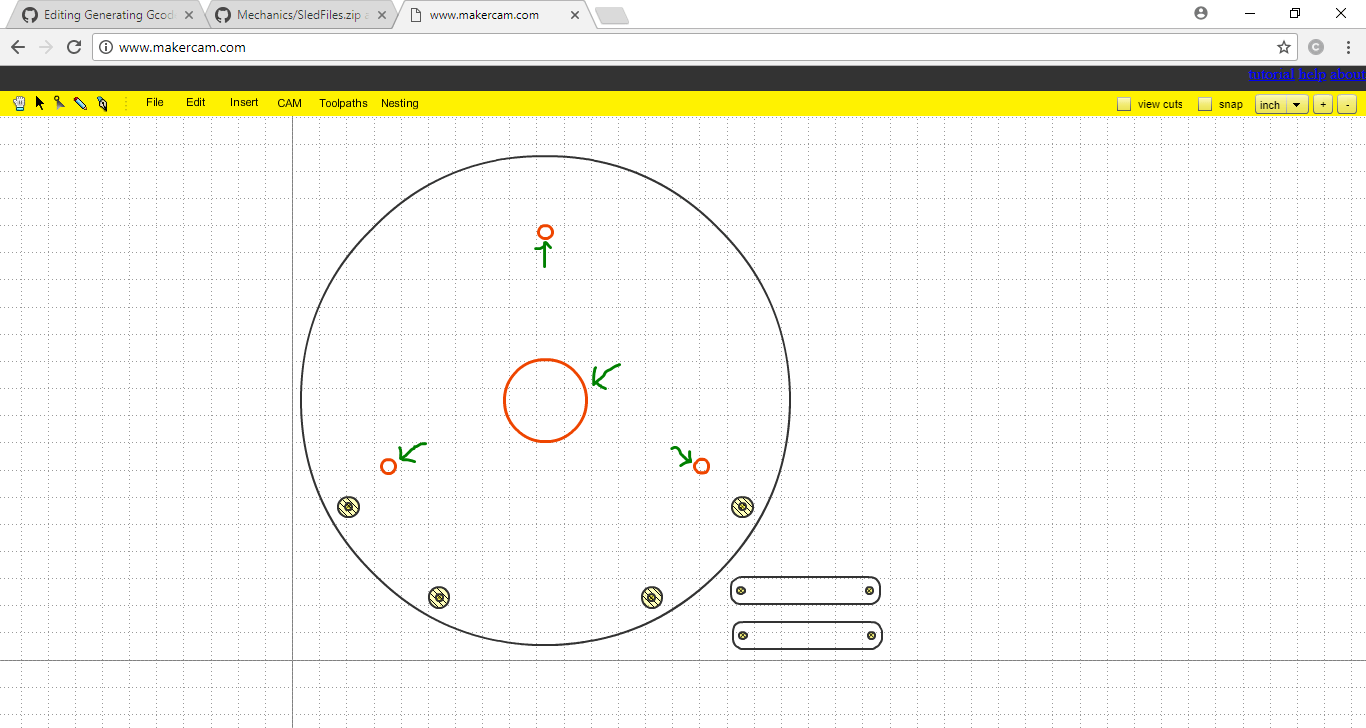 Editing Generating Gcod
Mechanics/SledFiles.zip a
www.makercam.com
www.makercam.com
C
tutorial help about
File Edit Insert CAM Toolpaths Nesting
view cuts snap inch + -